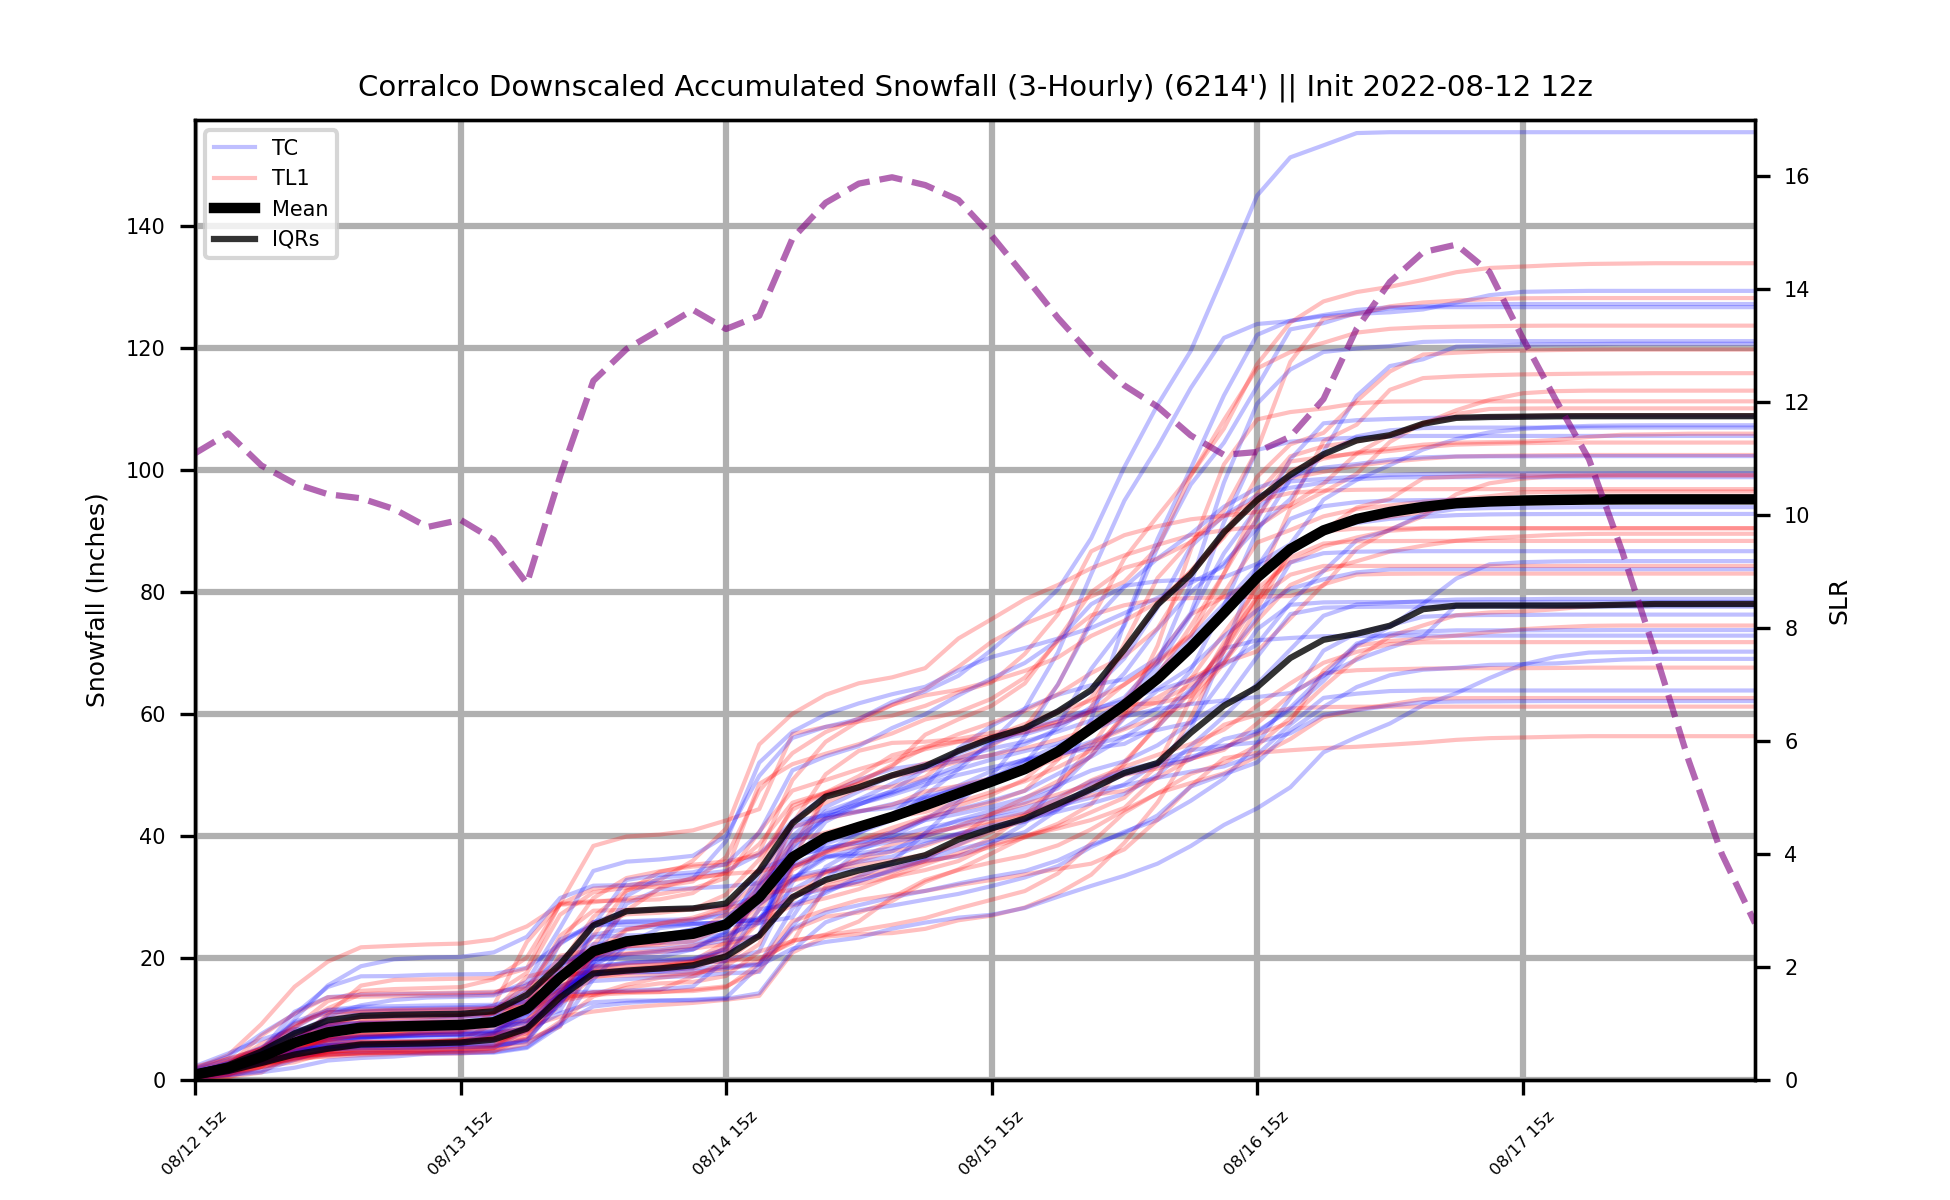 Corralco Downscaled Accumulated Snowfall (3-Hourly) (6214') || Init 2022-08-12 12z
TC
TL1
Mean
IQRs
Snowfall (Inches)
140
120
100
80
60
40
20
0
16
14
12
10
8
6
4
2
0
SLR
08/12 15z
08/13 15z
08/14 15z
08/15 15z
08/16 15z
08/17 15z